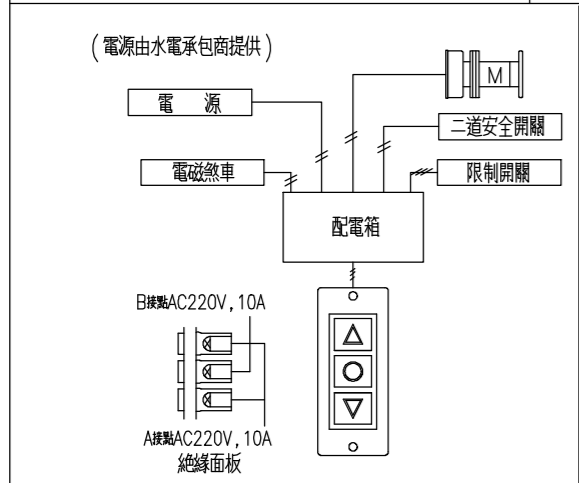 (電源由水電承包商提供)
電 源
M
二道安全開關
電磁煞車
限制開關
配電箱
B接點AC220V,10A
A接點AC220V,10A
絕緣面板